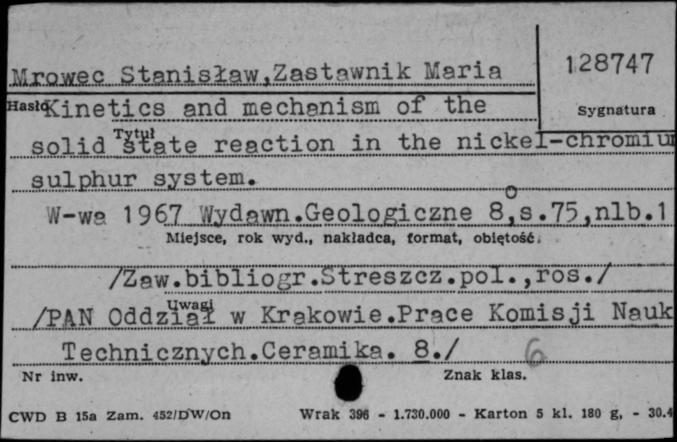 128747
Mrowec Stanisław,Zastawnik Maria
Hasło Kinetics and mechanism of the
Sygnatura
Tytuł
solid state reaction in the nickel-chromium
sulphur system.
W-wa 1967 Wydawn.Geologiczne 8°,s.75,nlb.1
Miejsce, rok wyd., nakładca, format, objętość.
/Zaw.bibliogr.Streszcz.pol.,ros./
Uwagi
/PAN Oddział w Krakowie.Prace Komisji Nauk
Technicznych.Ceramika. 8./ 6
Nr inw. Znak klas.
CWD B 15a Zam. 452/DW/On Wrak 396 - 1.730.000 - Karton 5 kl. 180 g, - 30.4